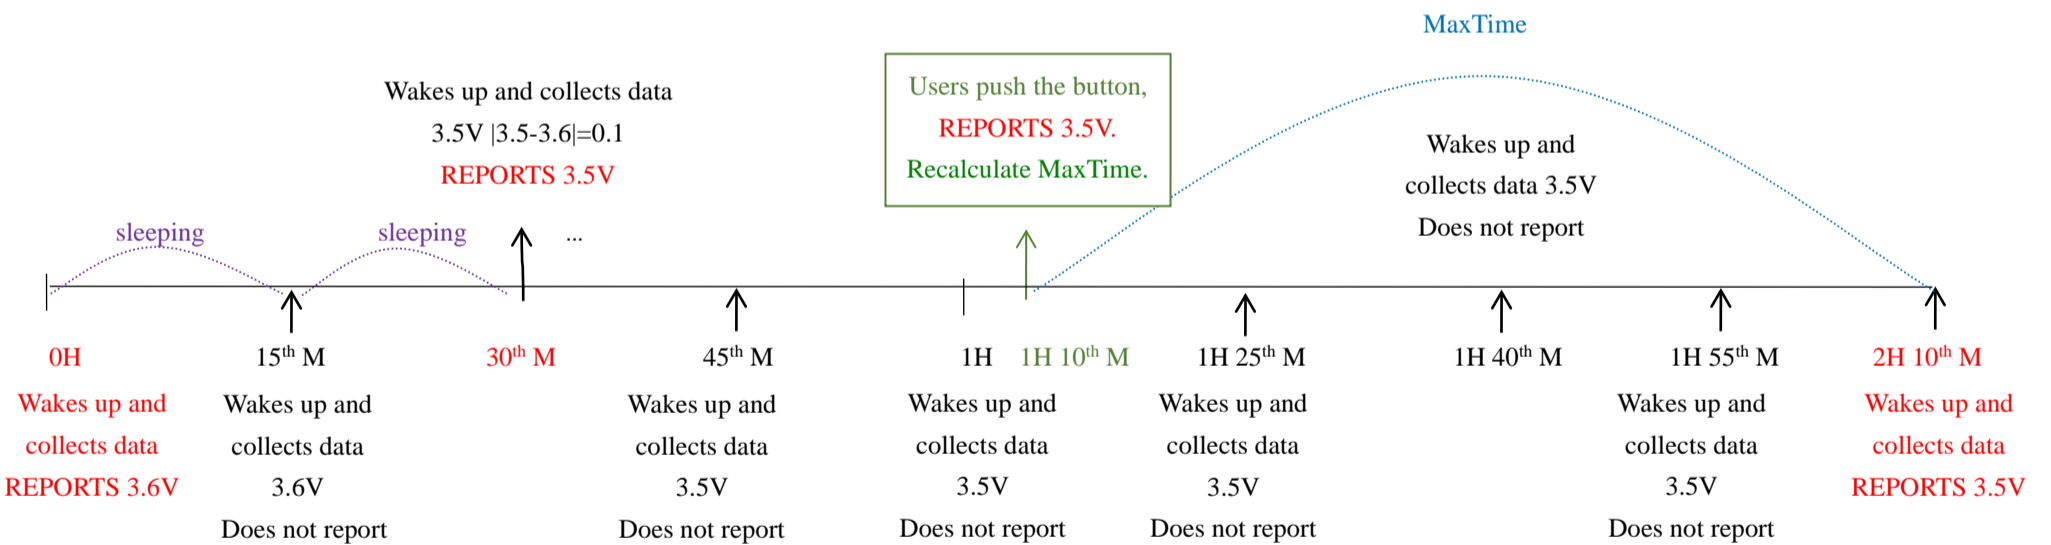 MaxTime
Wakes up and collects data
3.5V |3.5-3.6|=0.1
REPORTS 3.5V
Users push the button,
REPORTS 3.5V.
Recalculate MaxTime.
Wakes up and
collects data 3.5V
Does not report
sleeping
sleeping
...
0H
Wakes up and
collects data
REPORTS 3.6V
15th M
Wakes up and
collects data
3.6V
Does not report
30th M
45th M
Wakes up and
collects data
3.5V
Does not report
1H
Wakes up and
collects data
3.5V
Does not report
1H 10th M
1H 25th M
Wakes up and
collects data
3.5V
Does not report
1H 40th M
1H 55th M
Wakes up and
collects data
3.5V
Does not report
2H 10th M
Wakes up and
collects data
REPORTS 3.5V